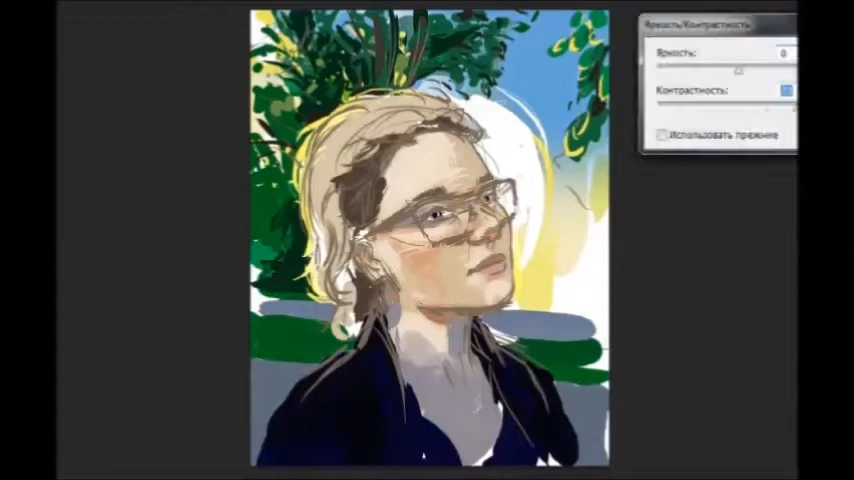 Яркость/Контрастность
Яркость: 0
Контрастность:
Использовать прежние